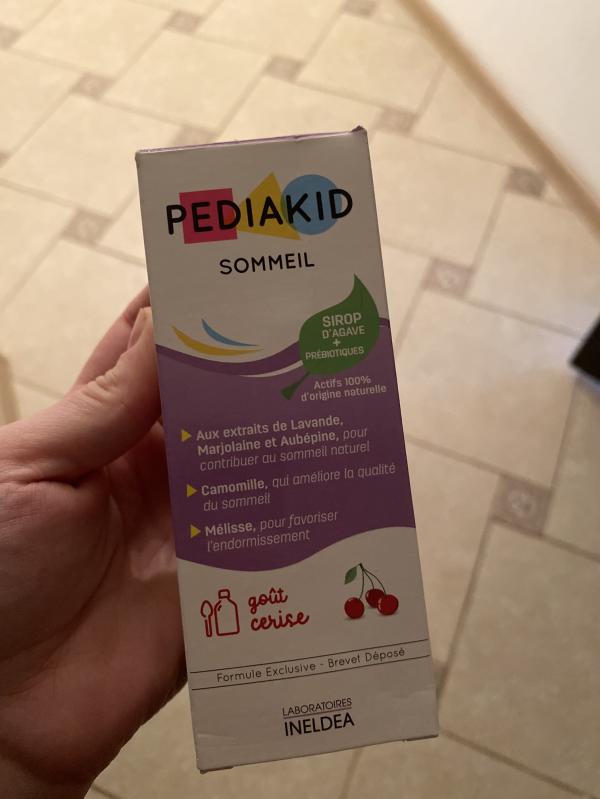 PEDIAKID
SOMMEIL
SIROP
D'AGAVE
+
PRÉBIOTIQUES
Actifs 100%
d'origine naturelle
Aux extraits de Lavande,
Marjolaine et Aubépine, pour
contribuer au sommeil naturel
Camomille, qui améliore la qualité
du sommeil
Mélisse, pour favoriser
l'endormissement
goût
cerise
Formule Exclusive - Brevet Déposé
LABORATOIRES
INELDEA